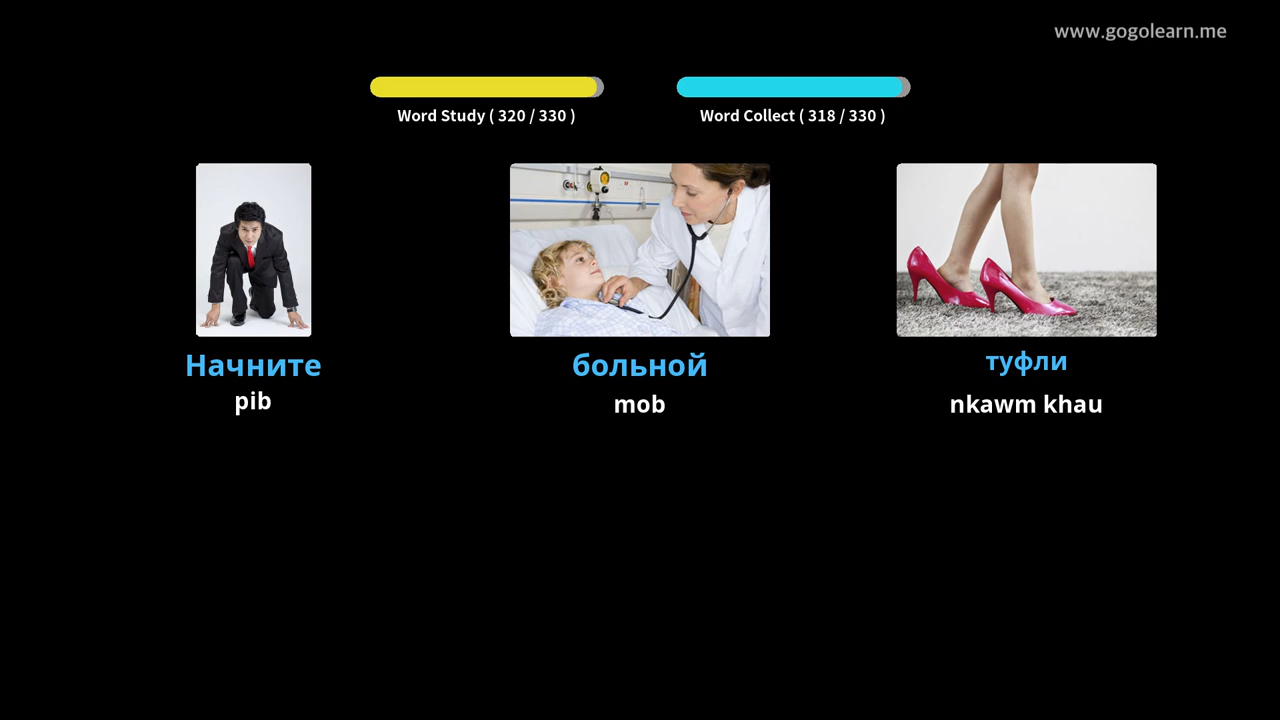 www.gogolearn.me
Word Study ( 320 / 330 )
Word Collect ( 318 / 330 )
Начните
pib
больной
mob
туфли
nkawm khau